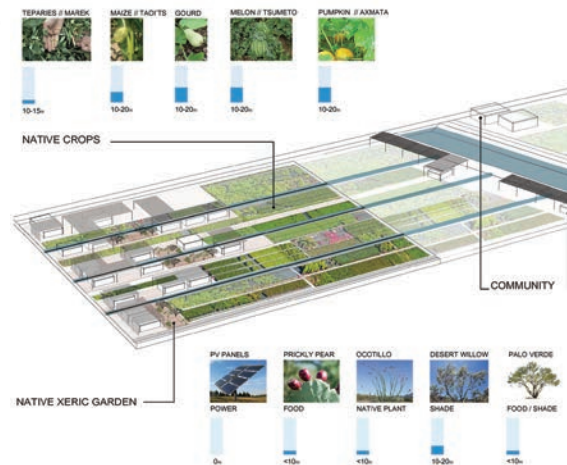 TEPARIES // MAREK
MAIZE // TAOI'TS
GOURD
MELON // TSUMETO
PUMPKIN // AXMATA
10-15in
10-20in
10-20in
10-20in
10-20in
NATIVE CROPS
COMMUNITY
NATIVE XERIC GARDEN
PV PANELS
PRICKLY PEAR
OCOTILLO
DESERT WILLOW
PALO VERDE
POWER
FOOD
NATIVE PLANT
SHADE
FOOD / SHADE
0in
<10in
<10in
10-20in
<10in